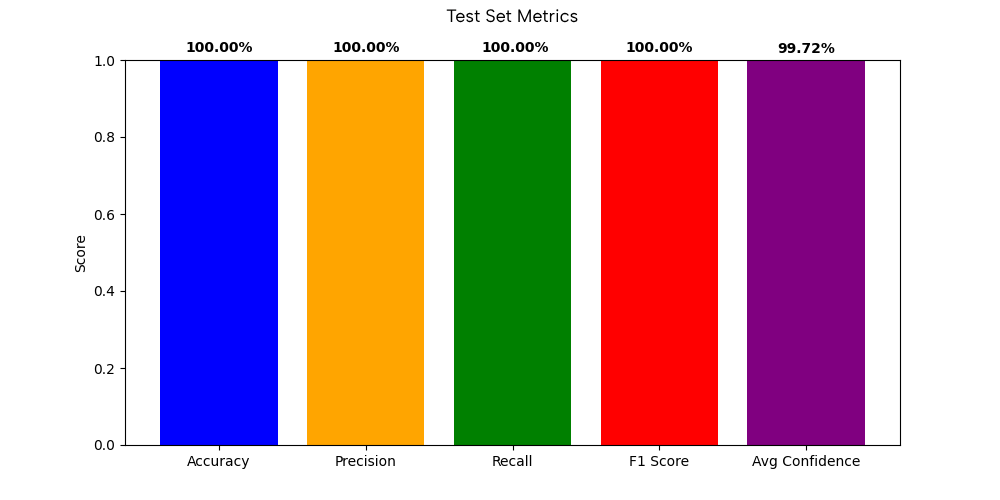 Test Set Metrics
100.00% 100.00% 100.00% 100.00% 99.72%
1.0
0.8
0.6
0.4
0.2
0.0
Score
Accuracy Precision Recall F1 Score Avg Confidence